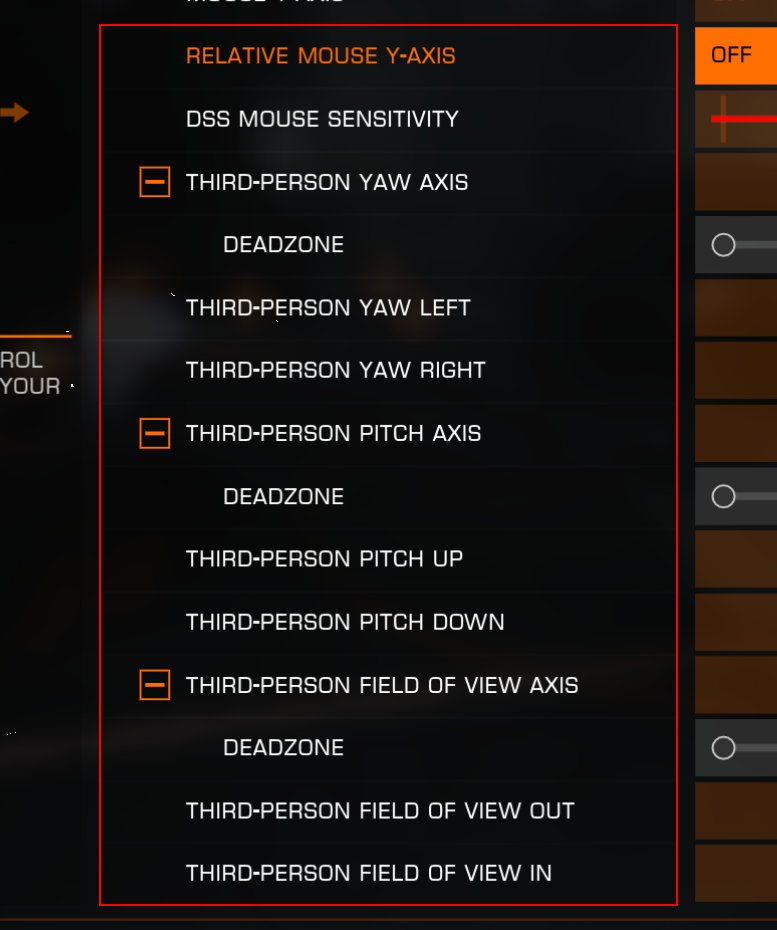 RELATIVE MOUSE Y-AXIS OFF
DSS MOUSE SENSITIVITY
THIRD-PERSON YAW AXIS
DEADZONE
THIRD-PERSON YAW LEFT
THIRD-PERSON YAW RIGHT
ROL
YOUR
THIRD-PERSON PITCH AXIS
DEADZONE
THIRD-PERSON PITCH UP
THIRD-PERSON PITCH DOWN
THIRD-PERSON FIELD OF VIEW AXIS
DEADZONE
THIRD-PERSON FIELD OF VIEW OUT
THIRD-PERSON FIELD OF VIEW IN